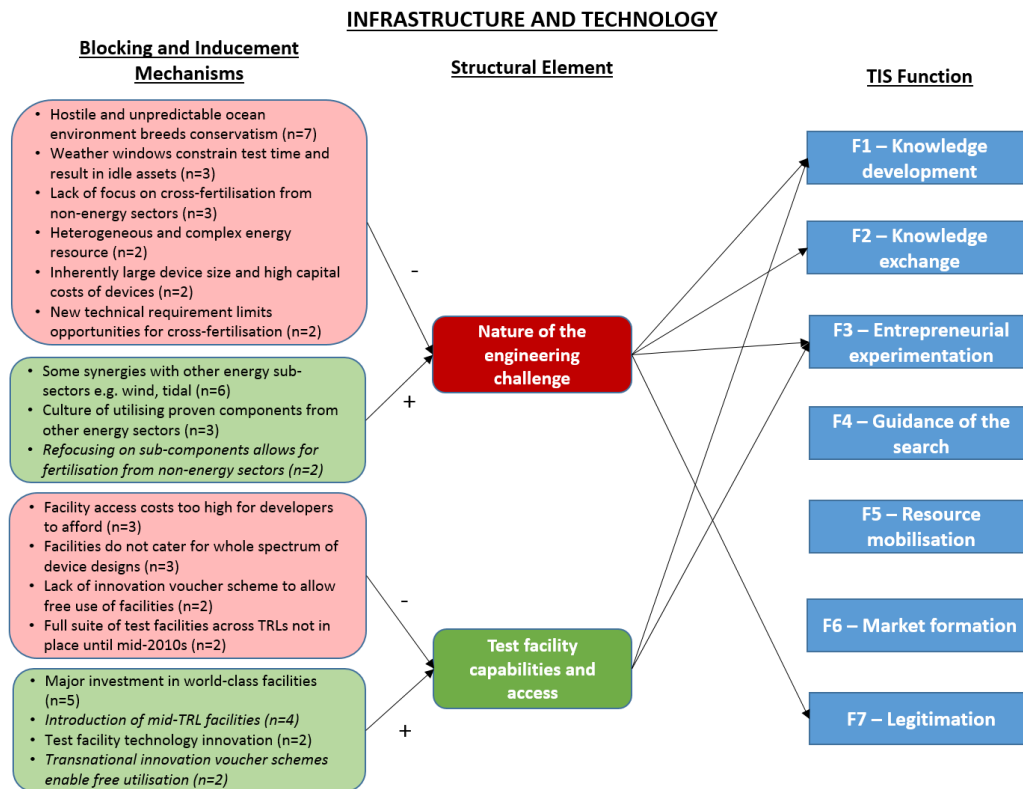 INFRASTRUCTURE AND TECHNOLOGY
Blocking and Inducement
Mechanisms
Structural Element
TIS Function
• Hostile and unpredictable ocean
environment breeds conservatism (n=7)
• Weather windows constrain test time and
result in idle assets (n=3)
• Lack of focus on cross-fertilisation from
non-energy sectors (n=3)
• Heterogeneous and complex energy
resource (n=2)
• Inherently large device size and high capital
costs of devices (n=2)
• New technical requirement limits
opportunities for cross-fertilisation (n=2)
-
• Some synergies with other energy sub-
sectors e.g. wind, tidal (n=6)
• Culture of utilising proven components from
other energy sectors (n=3)
• Refocusing on sub-components allows for
fertilisation from non-energy sectors (n=2)
+
• Facility access costs too high for developers
to afford (n=3)
• Facilities do not cater for whole spectrum of
device designs (n=3)
• Lack of innovation voucher scheme to allow
free use of facilities (n=2)
• Full suite of test facilities across TRLs not in
place until mid-2010s (n=2)
-
• Major investment in world-class facilities
(n=5)
• Introduction of mid-TRL facilities (n=4)
• Test facility technology innovation (n=2)
• Transnational innovation voucher schemes
enable free utilisation (n=2)
+
Nature of the
engineering
challenge
Test facility
capabilities and
access
F1 – Knowledge
development
F2 – Knowledge
exchange
F3 – Entrepreneurial
experimentation
F4 – Guidance of the
search
F5 – Resource
mobilisation
F6 – Market formation
F7 – Legitimation